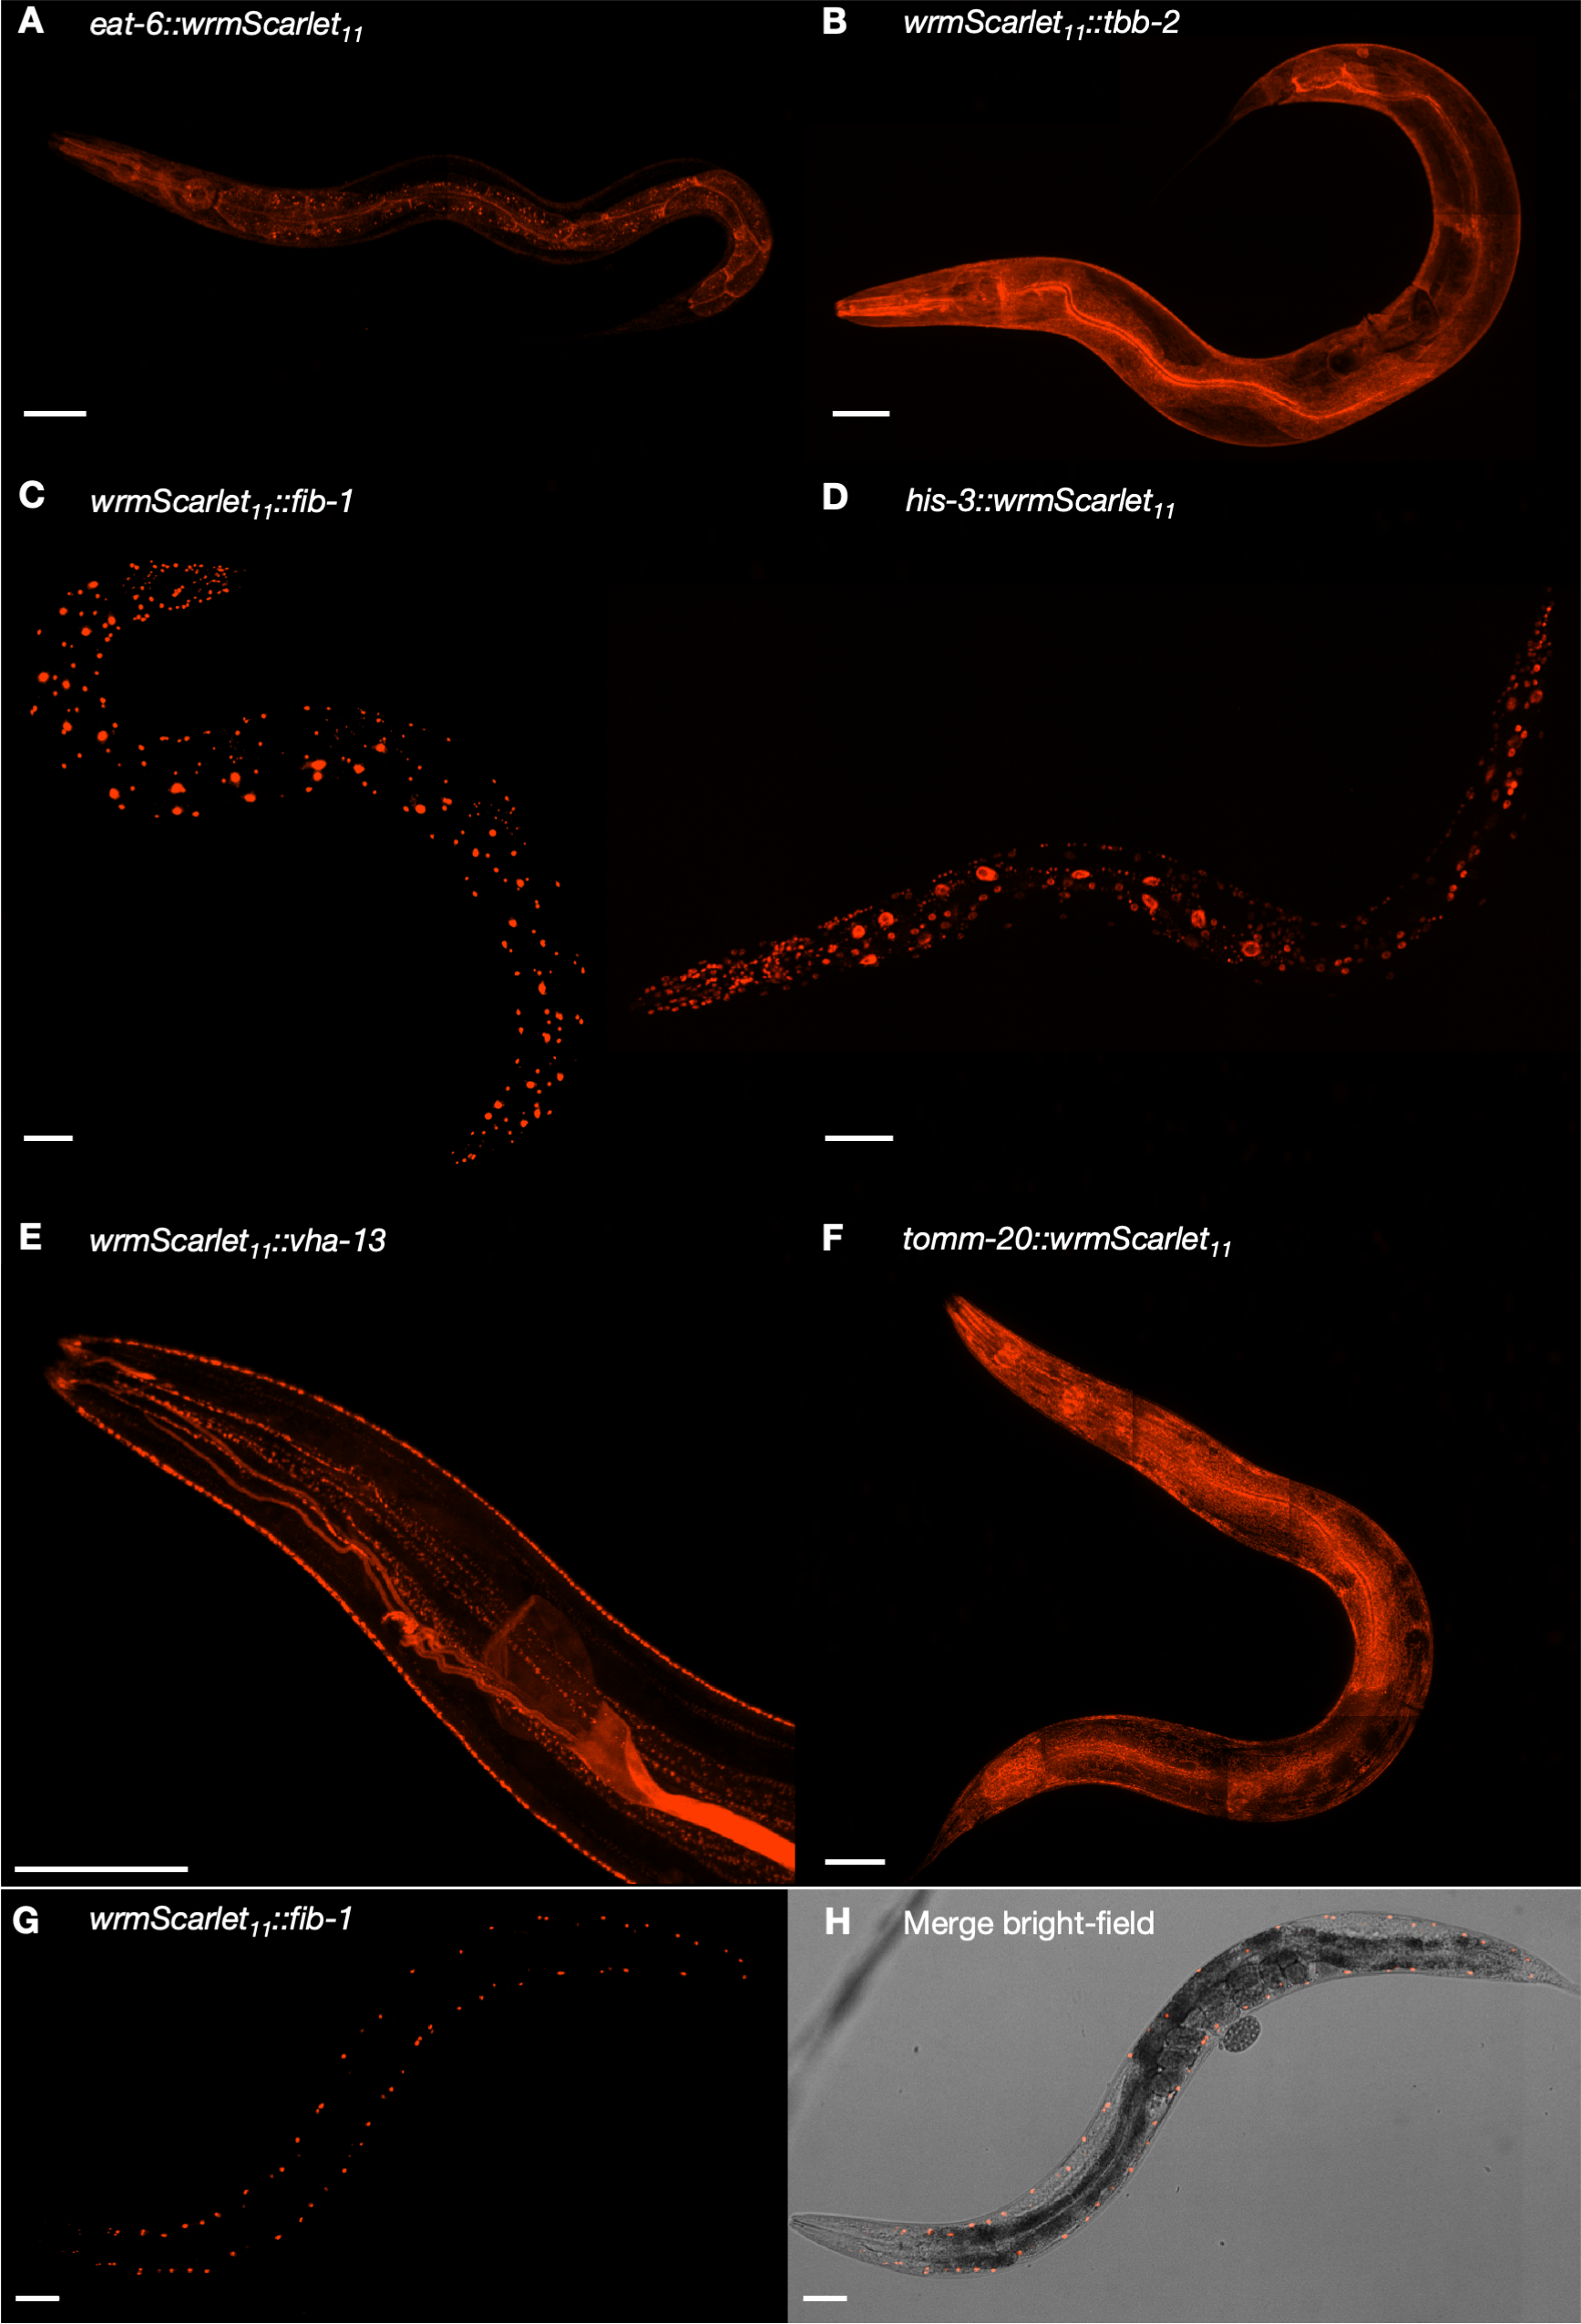 A eat-6::wrmScarlet₁₁
B wrmScarlet₁₁::tbb-2
C wrmScarlet₁₁::fib-1
D his-3::wrmScarlet₁₁
E wrmScarlet₁₁::vha-13
F tomm-20::wrmScarlet₁₁
G wrmScarlet₁₁::fib-1
H Merge bright-field